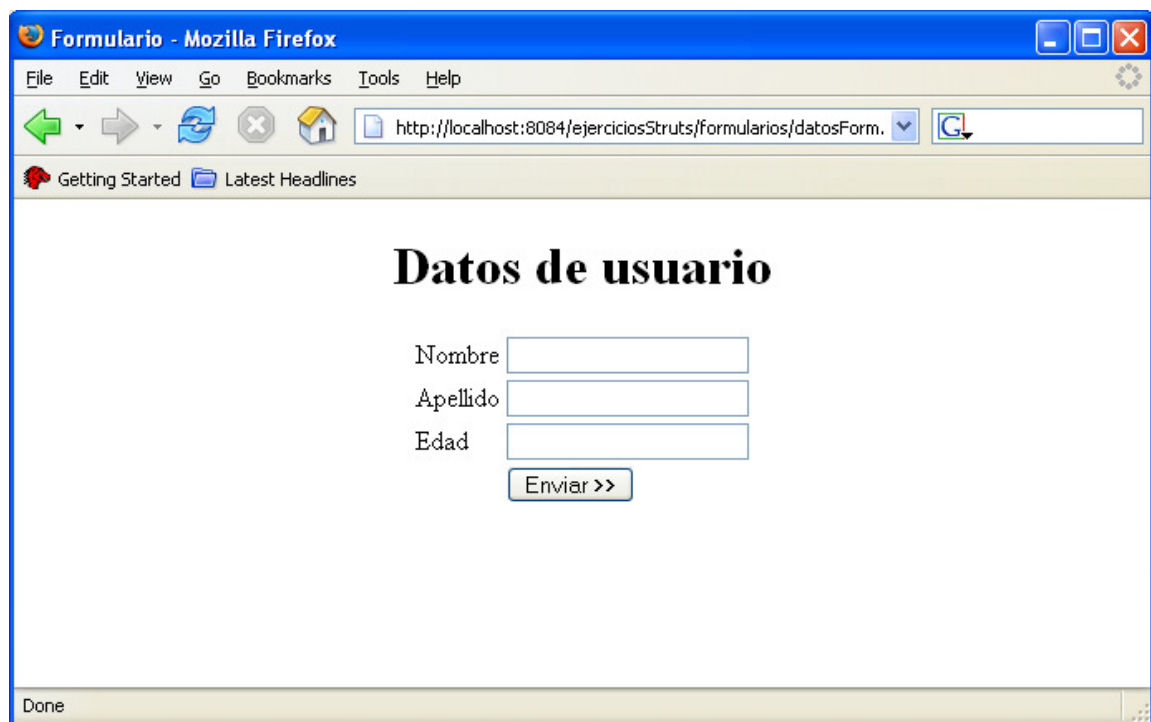 Formulario - Mozilla Firefox
File Edit View Go Bookmarks Tools Help
http://localhost:8084/ejerciciosStruts/formularios/datosForm. G
Getting Started Latest Headlines
Datos de usuario
Nombre
Apellido
Edad
Enviar >>
Done